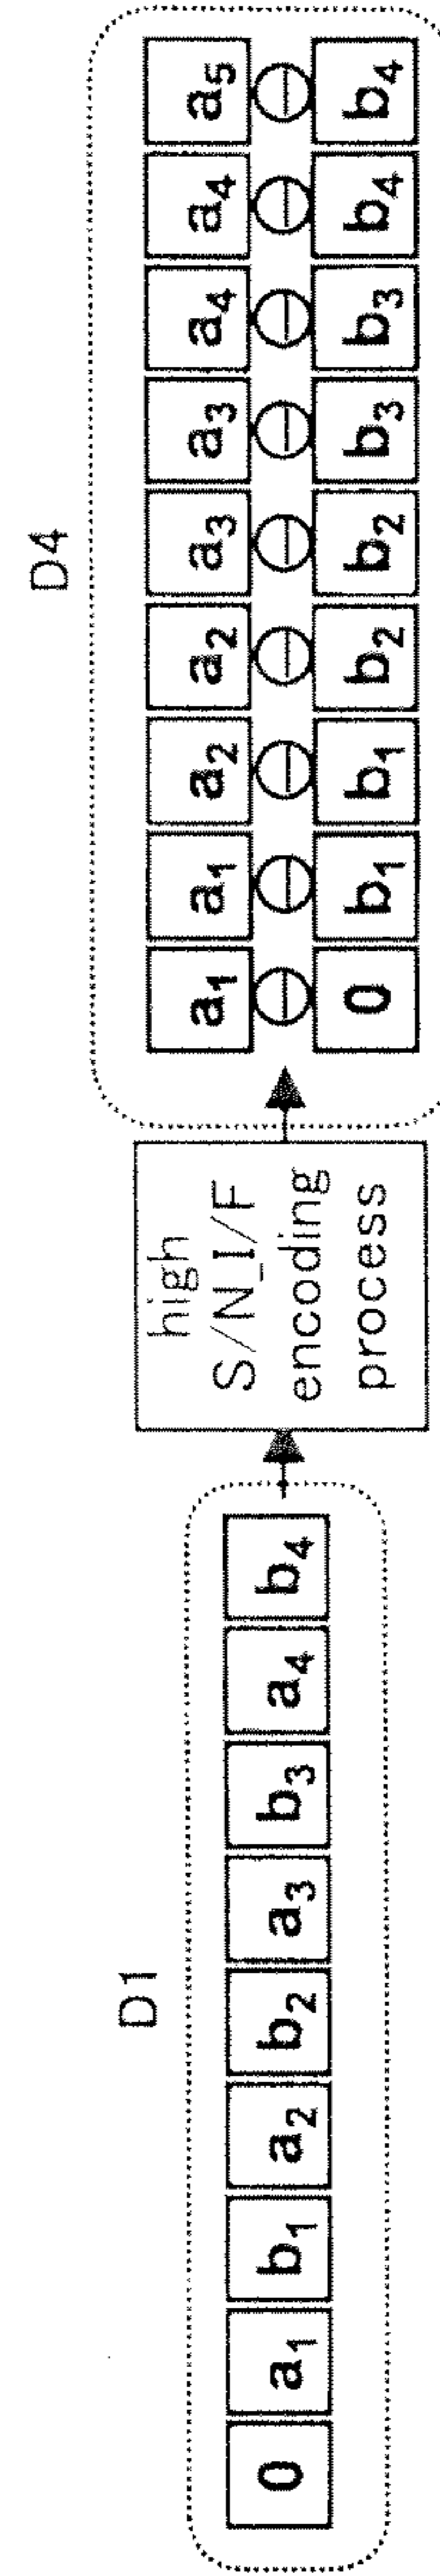 D1
0 a₁ b₁ a₂ b₂ a₃ b₃ a₄ b₄
high
S/N_I/F
encoding
process
D4
a₁ a₁ a₂ a₂ a₃ a₃ a₄ a₄ a₅
0 b₁ b₁ b₂ b₂ b₃ b₃ b₄ b₄